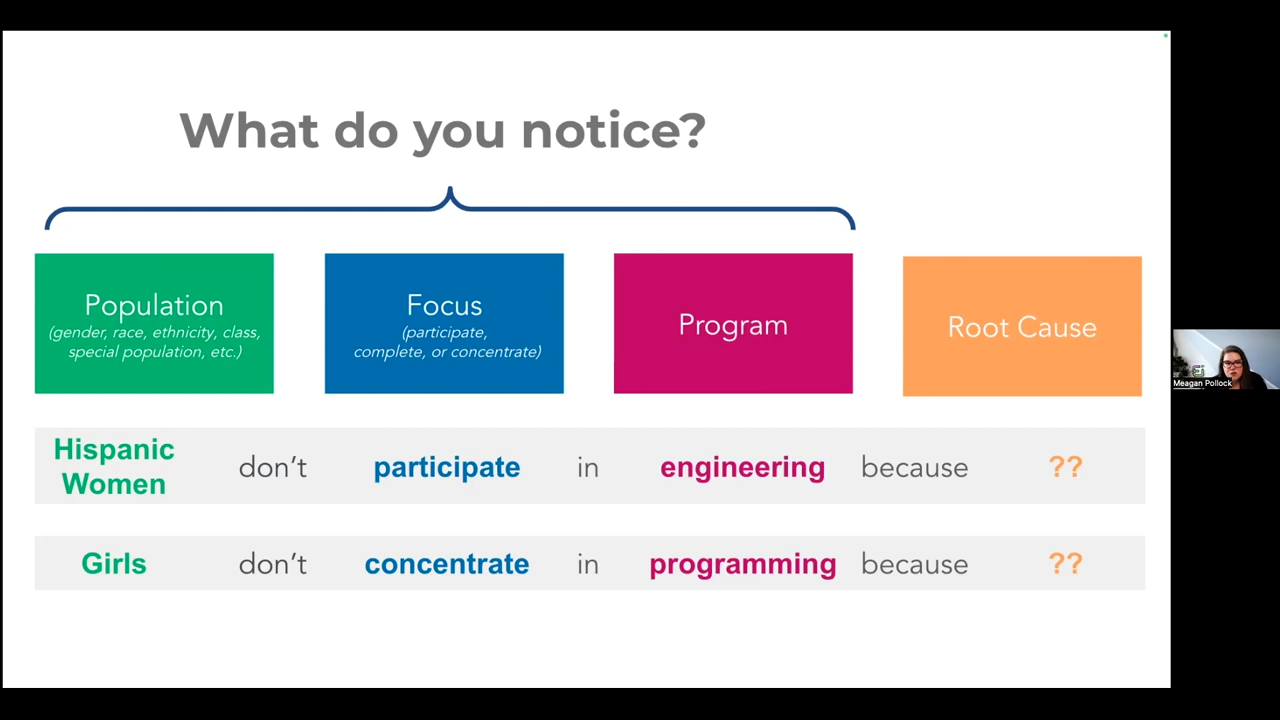 What do you notice?
Population
(gender, race, ethnicity, class,
special population, etc.)
Focus
(participate,
complete, or concentrate)
Program
Root Cause
Hispanic
Women
don't participate in engineering because ??
Girls don't concentrate in programming because ??
Meagan Pollock